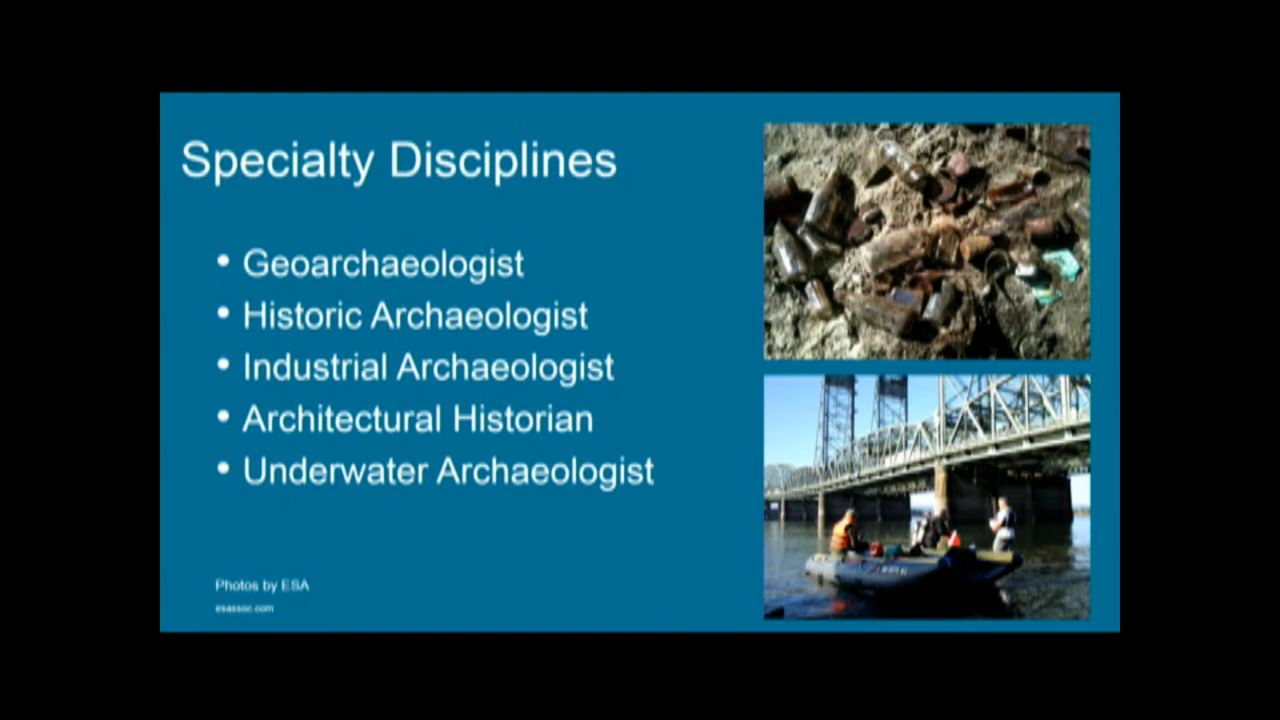 Specialty Disciplines
• Geoarchaeologist
• Historic Archaeologist
• Industrial Archaeologist
• Architectural Historian
• Underwater Archaeologist
Photos by ESA
esassoc.com